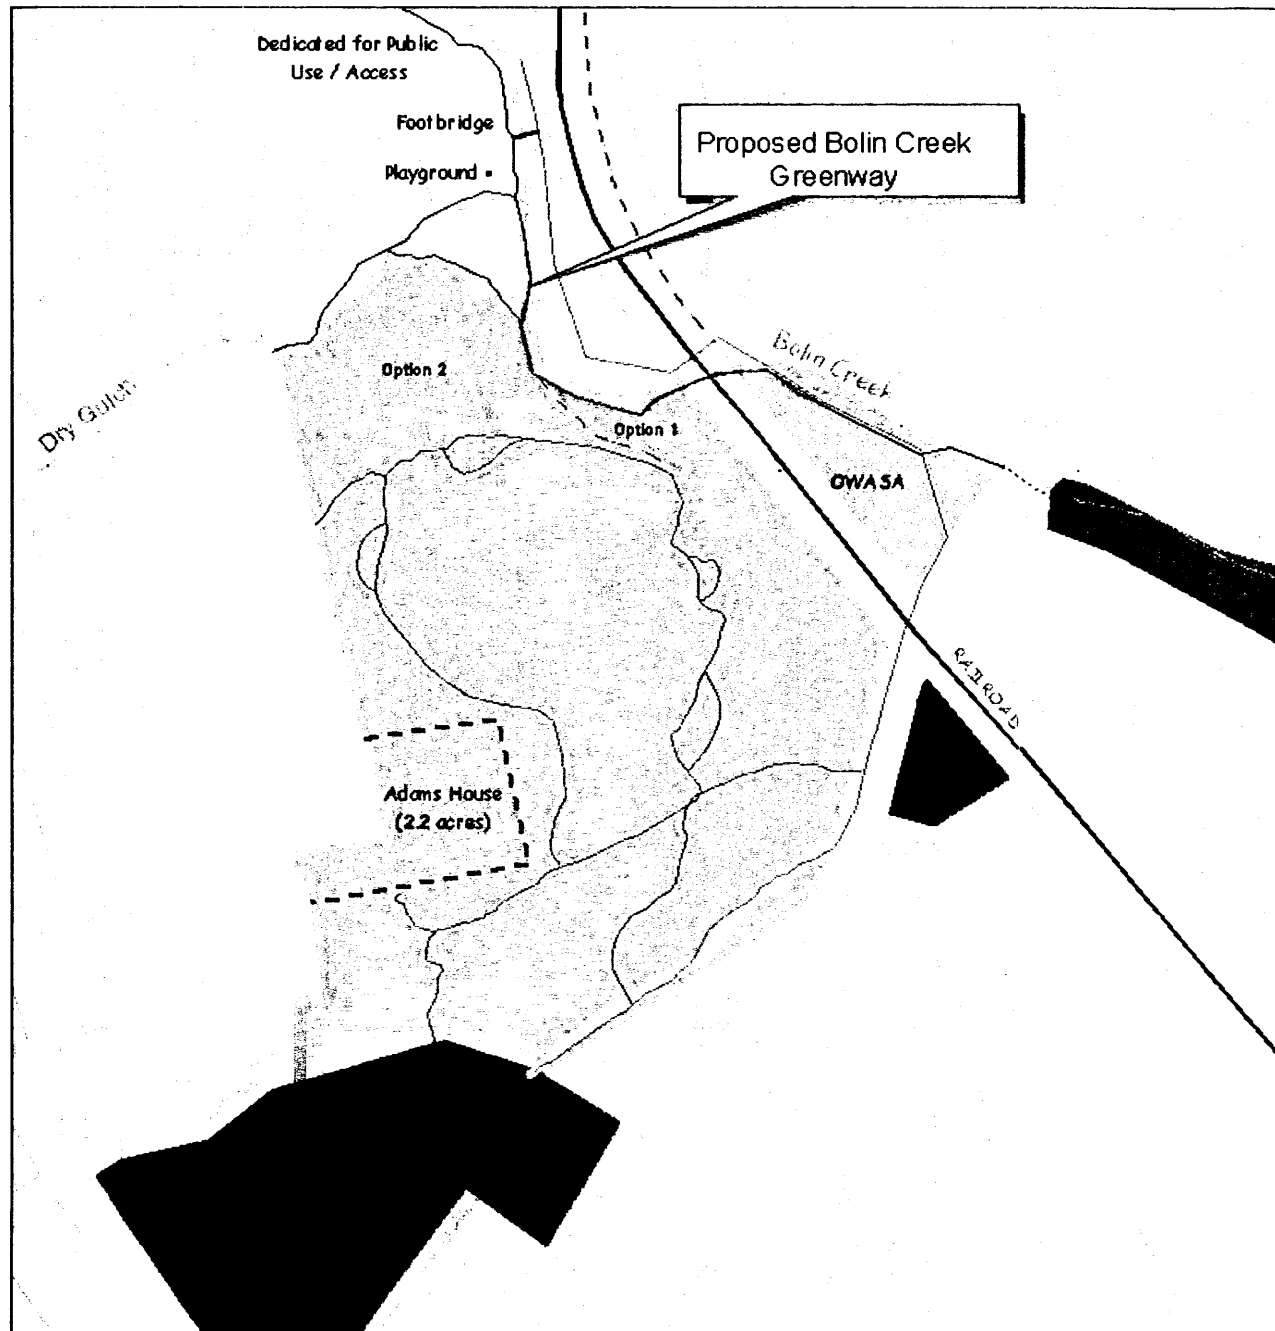 Dedicated for Public
Use / Access
Footbridge
Playground
Proposed Bolin Creek
Greenway
Bolin Creek
Option 2
Dry Gulch
Option 1
OWASA
RAILROAD
Adams House
(2.2 acres)